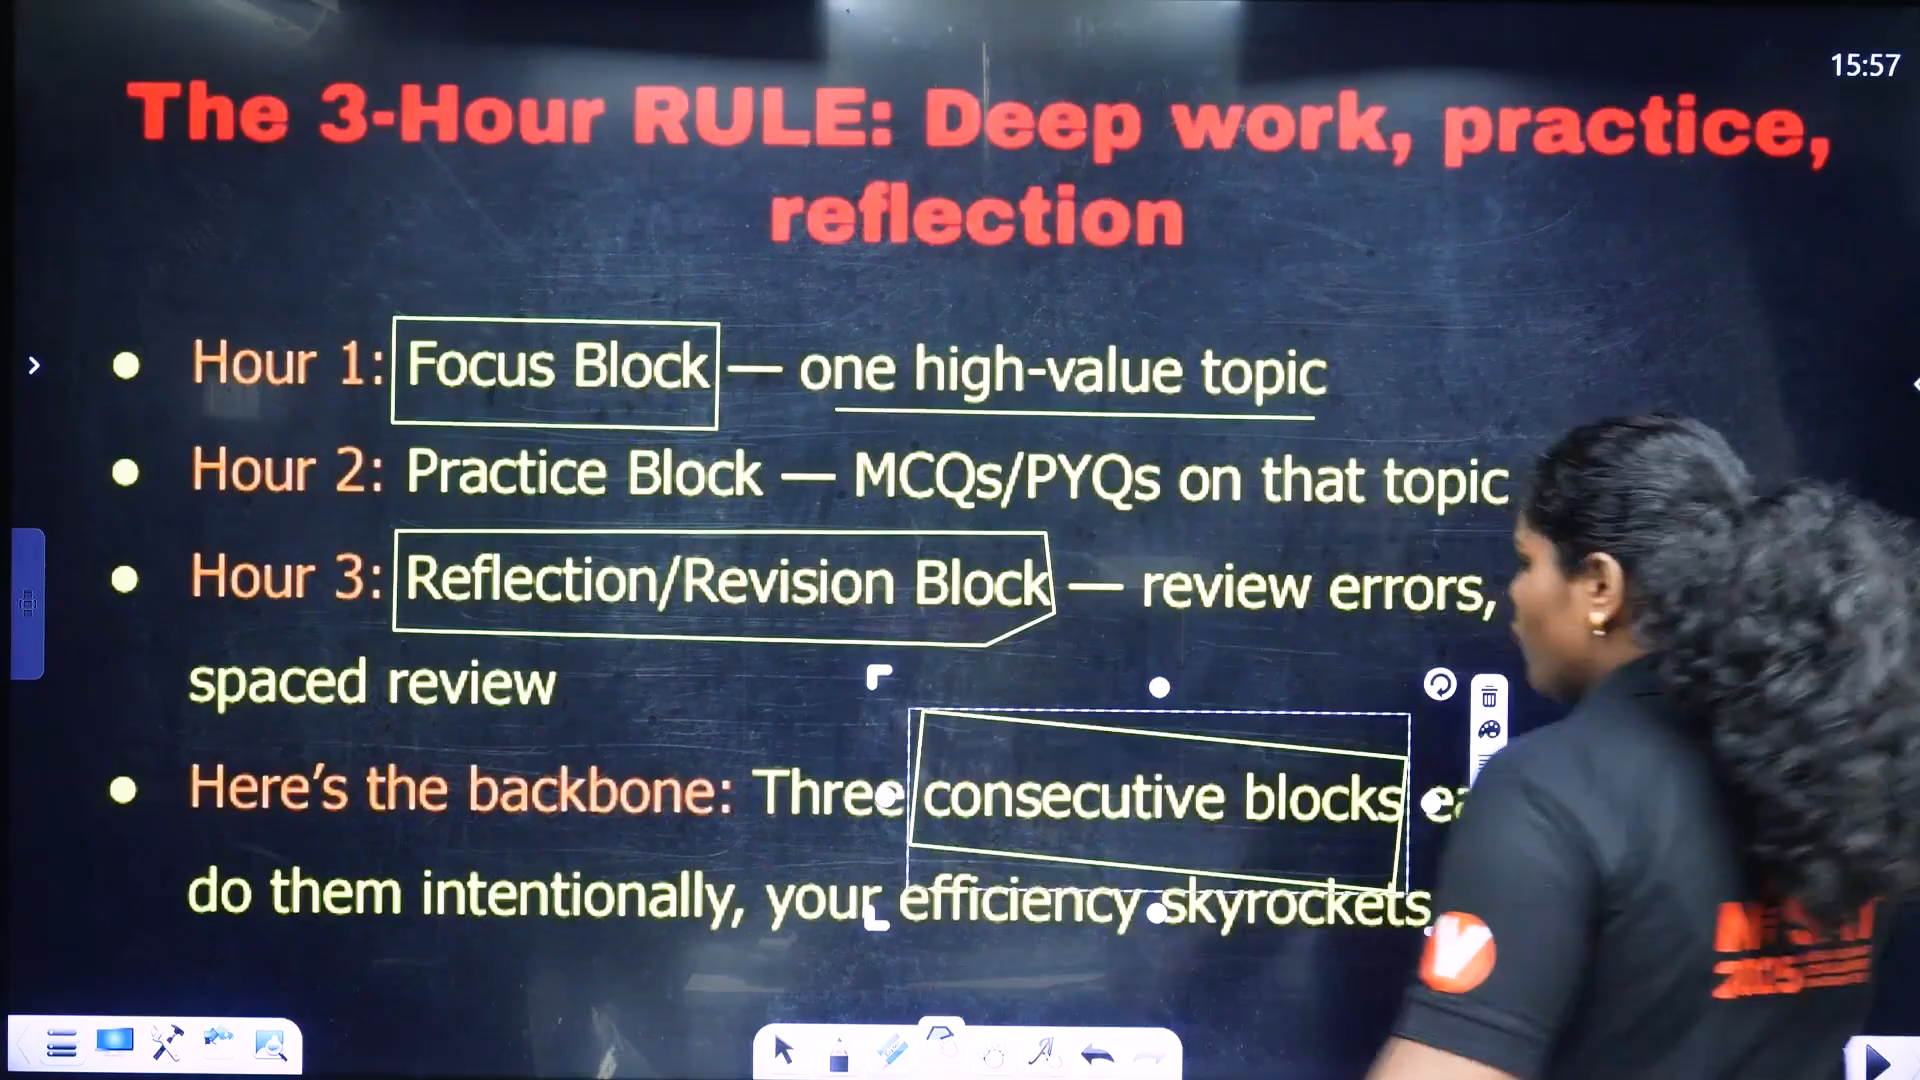 15:57
The 3-Hour RULE: Deep work, practice,
reflection
Hour 1: Focus Block — one high-value topic
Hour 2: Practice Block — MCQs/PYQs on that topic
Hour 3: Reflection/Revision Block — review errors,
spaced review
Here's the backbone: Three consecutive blocks
do them intentionally, your efficiency skyrockets.